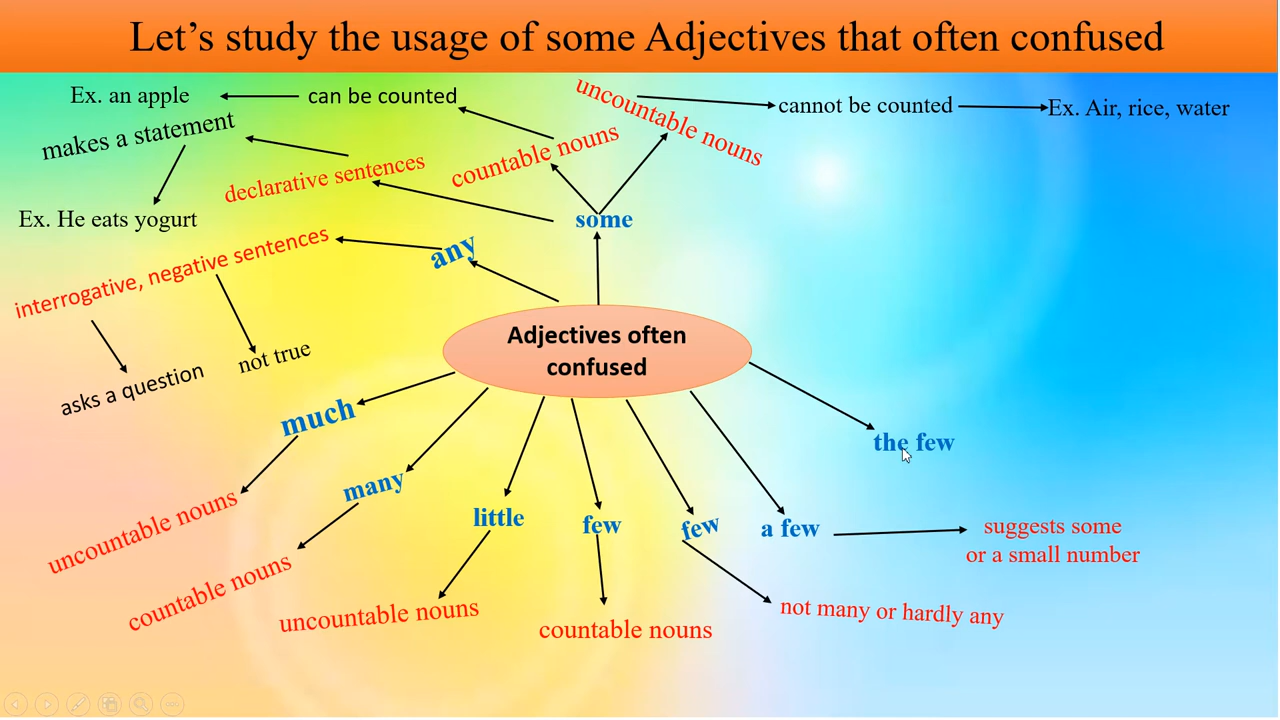 Let's study the usage of some Adjectives that often confused
Ex. an apple
can be counted
uncountable nouns
cannot be counted
Ex. Air, rice, water
makes a statement
countable nouns
declarative sentences
Ex. He eats yogurt
some
any
interrogative, negative sentences
Adjectives often
confused
asks a question
not true
much
the few
many
little
few
few
a few
suggests some
or a small number
uncountable nouns
countable nouns
uncountable nouns
countable nouns
not many or hardly any